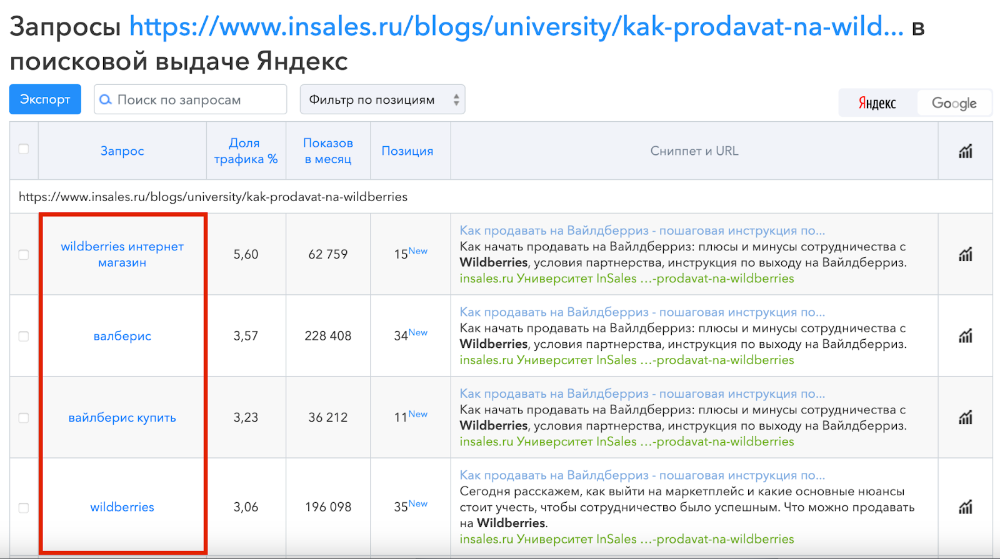 Запросы https://www.insales.ru/blogs/university/kak-prodavat-na-wild... в
поисковой выдаче Яндекс
Экспорт
Поиск по запросам
Фильтр по позициям
Яндекс
Google
Запрос
Доля
трафика %
Показов
в месяц
Позиция
Сниппет и URL
https://www.insales.ru/blogs/university/kak-prodavat-na-wildberries
wildberries интернет
магазин
5,60
62 759
15New
Как продавать на Вайлдберриз - пошаговая инструкция по...
Как начать продавать на Вайлдберриз: плюсы и минусы сотрудничества с
Wildberries, условия партнерства, инструкция по выходу на Вайлдберриз.
insales.ru Университет InSales ...-prodavat-na-wildberries
валберис
3,57
228 408
34New
Как продавать на Вайлдберриз - пошаговая инструкция по...
Как начать продавать на Вайлдберриз: плюсы и минусы сотрудничества с
Wildberries, условия партнерства, инструкция по выходу на Вайлдберриз.
insales.ru Университет InSales ...-prodavat-na-wildberries
вайлберис купить
3,23
36 212
11New
Как продавать на Вайлдберриз - пошаговая инструкция по...
Как начать продавать на Вайлдберриз: плюсы и минусы сотрудничества с
Wildberries, условия партнерства, инструкция по выходу на Вайлдберриз.
insales.ru Университет InSales ...-prodavat-na-wildberries
wildberries
3,06
196 098
35New
Как продавать на Вайлдберриз - пошаговая инструкция по...
Сегодня расскажем, как выйти на маркетплейс и какие основные нюансы
стоит учесть, чтобы сотрудничество было успешным. Что можно продавать
на Wildberries.
insales.ru Университет InSales ...-prodavat-na-wildberries